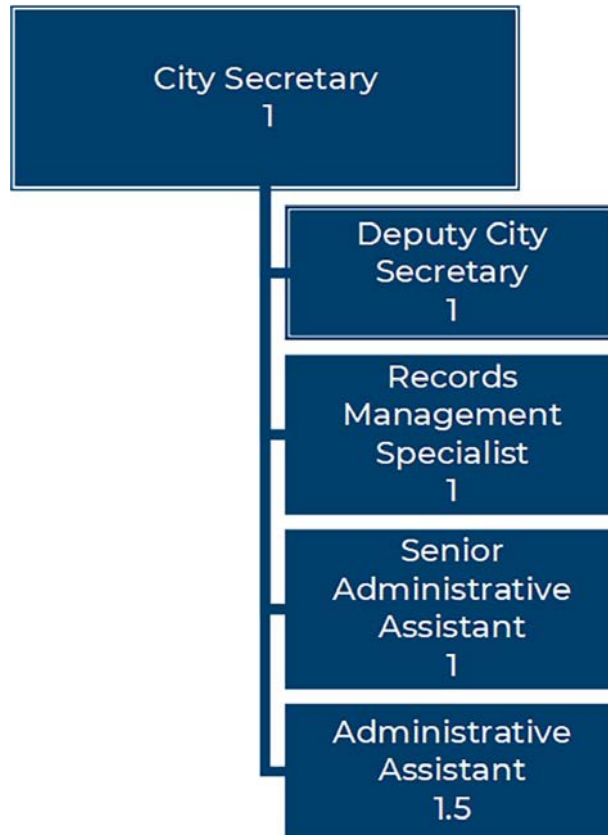 City Secretary
1
Deputy City
Secretary
1
Records
Management
Specialist
1
Senior
Administrative
Assistant
1
Administrative
Assistant
1.5